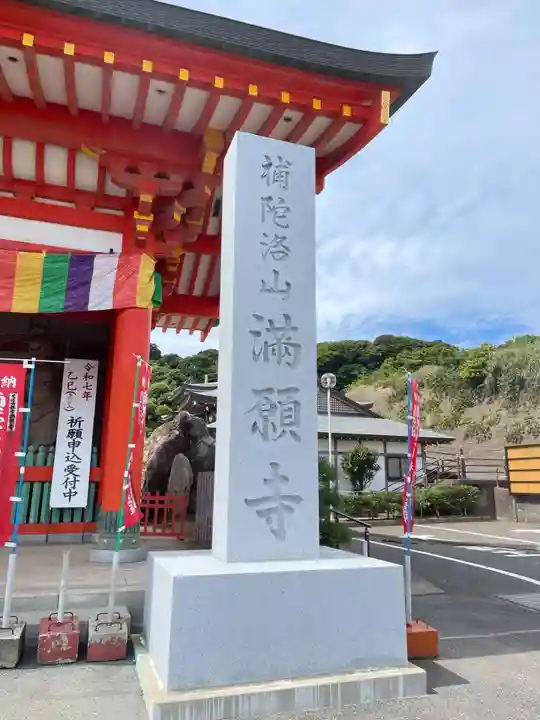 補陀洛山
満願寺
令和七年
乙巳
祈願申込受付中
納